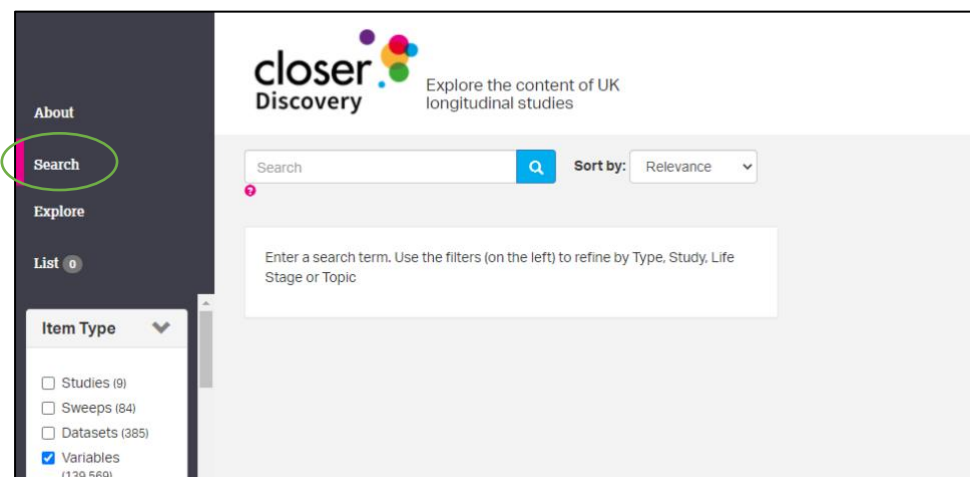 closer
Discovery
Explore the content of UK
longitudinal studies
About
Search
Explore
List 0
Search
Sort by: Relevance
?
Enter a search term. Use the filters (on the left) to refine by Type, Study, Life
Stage or Topic
Item Type
Studies (9)
Sweeps (84)
Datasets (385)
Variables
(139,569)